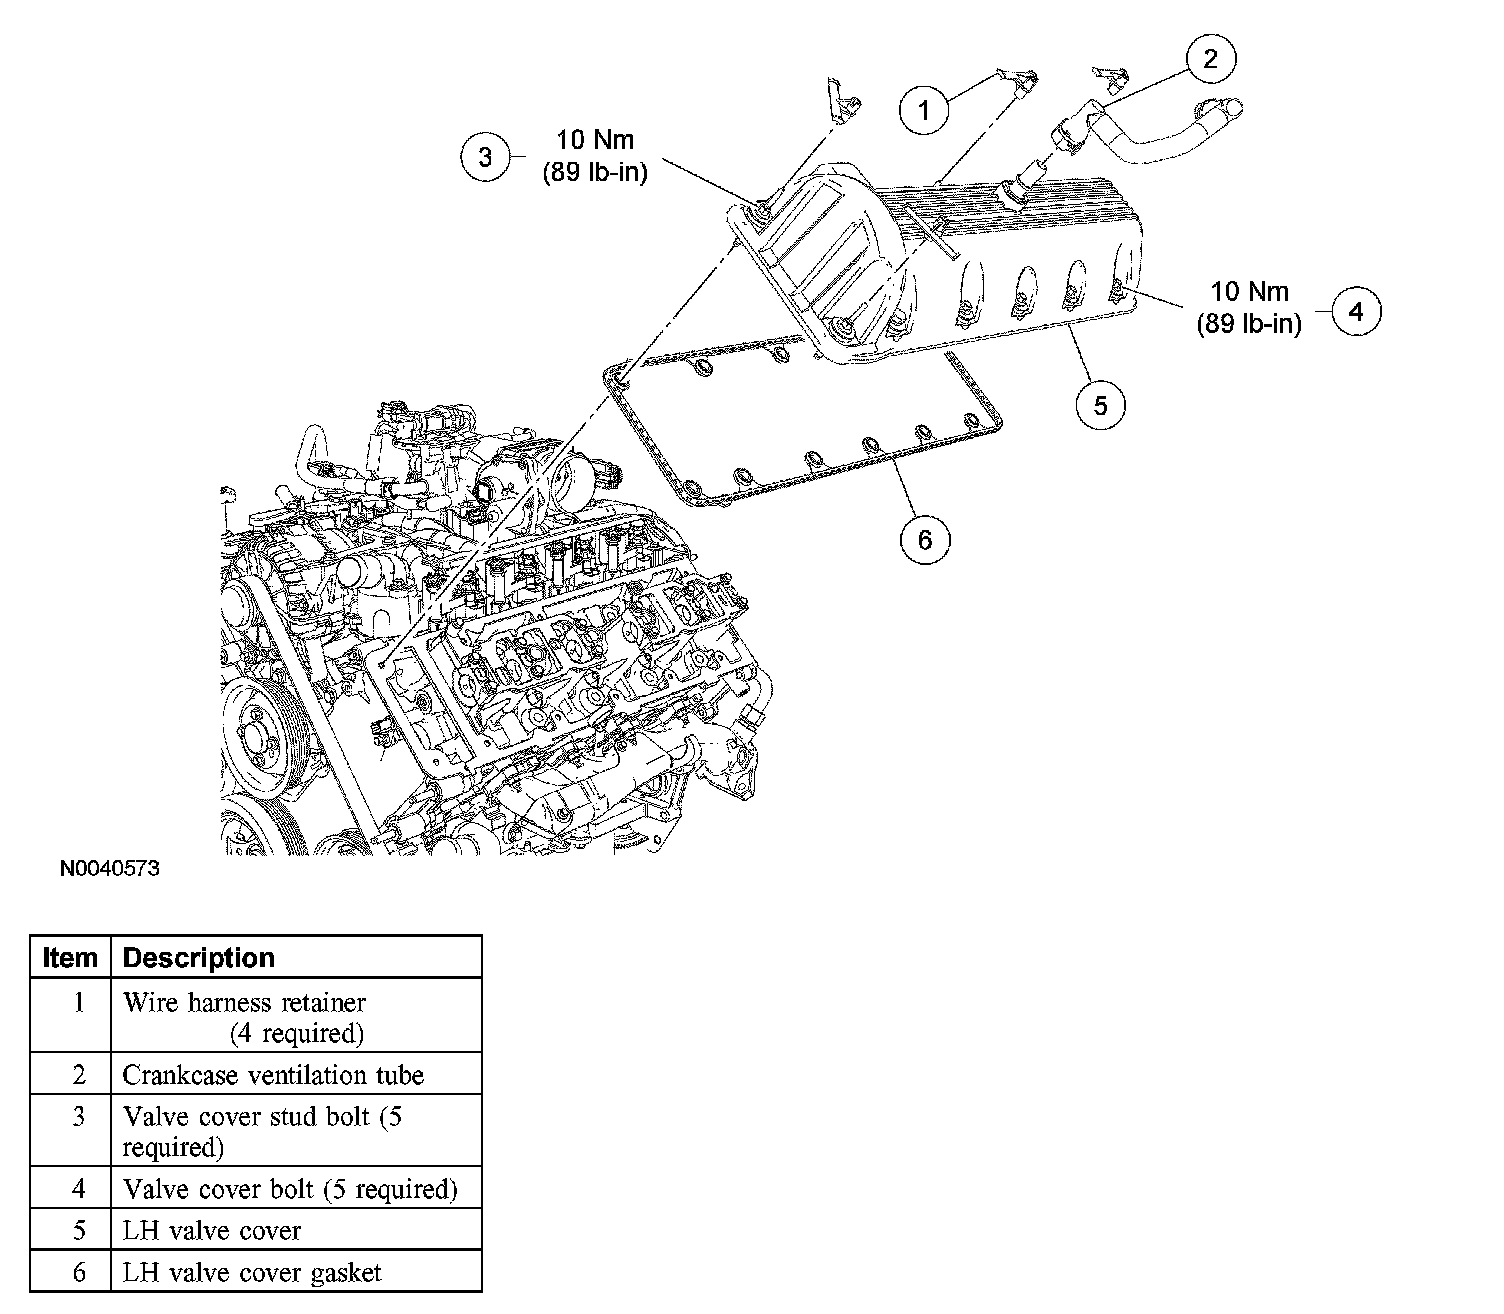 2
1
3
10 Nm
(89 lb-in)
10 Nm
(89 lb-in)
4
5
6
N0040573
Item Description
1 Wire harness retainer
(4 required)
2 Crankcase ventilation tube
3 Valve cover stud bolt (5
required)
4 Valve cover bolt (5 required)
5 LH valve cover
6 LH valve cover gasket